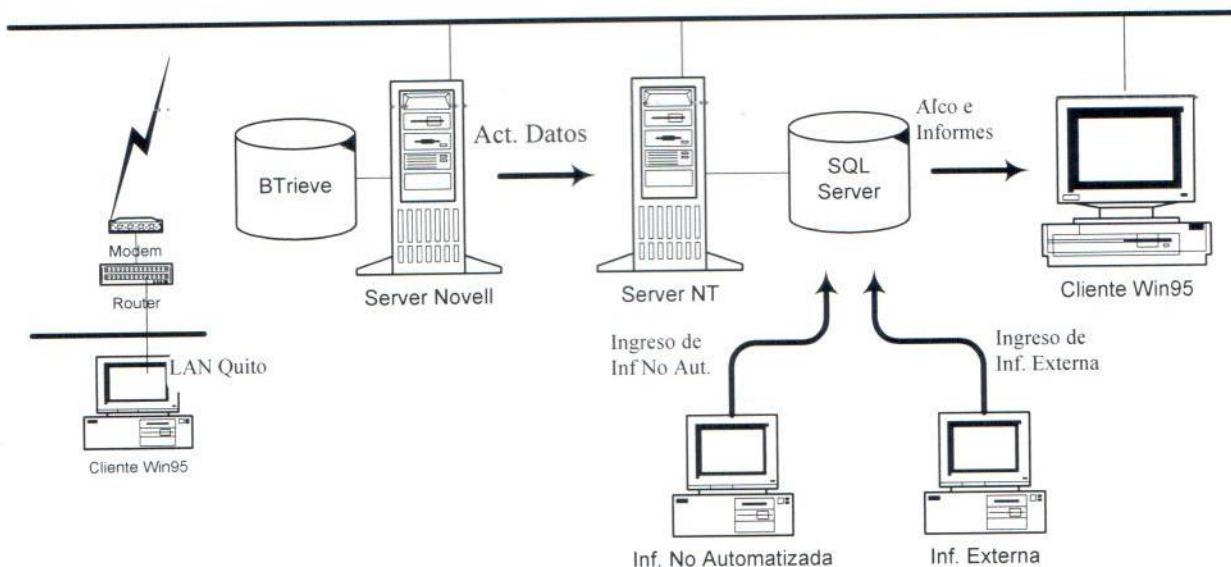 Modem
Router
LAN Quito
Cliente Win95
BTrieve
Server Novell
Act. Datos
Server NT
SQL
Server
Alco e
Informes
Cliente Win95
Ingreso de
Inf No Aut.
Ingreso de
Inf. Externa
Inf. No Automatizada
Inf. Externa